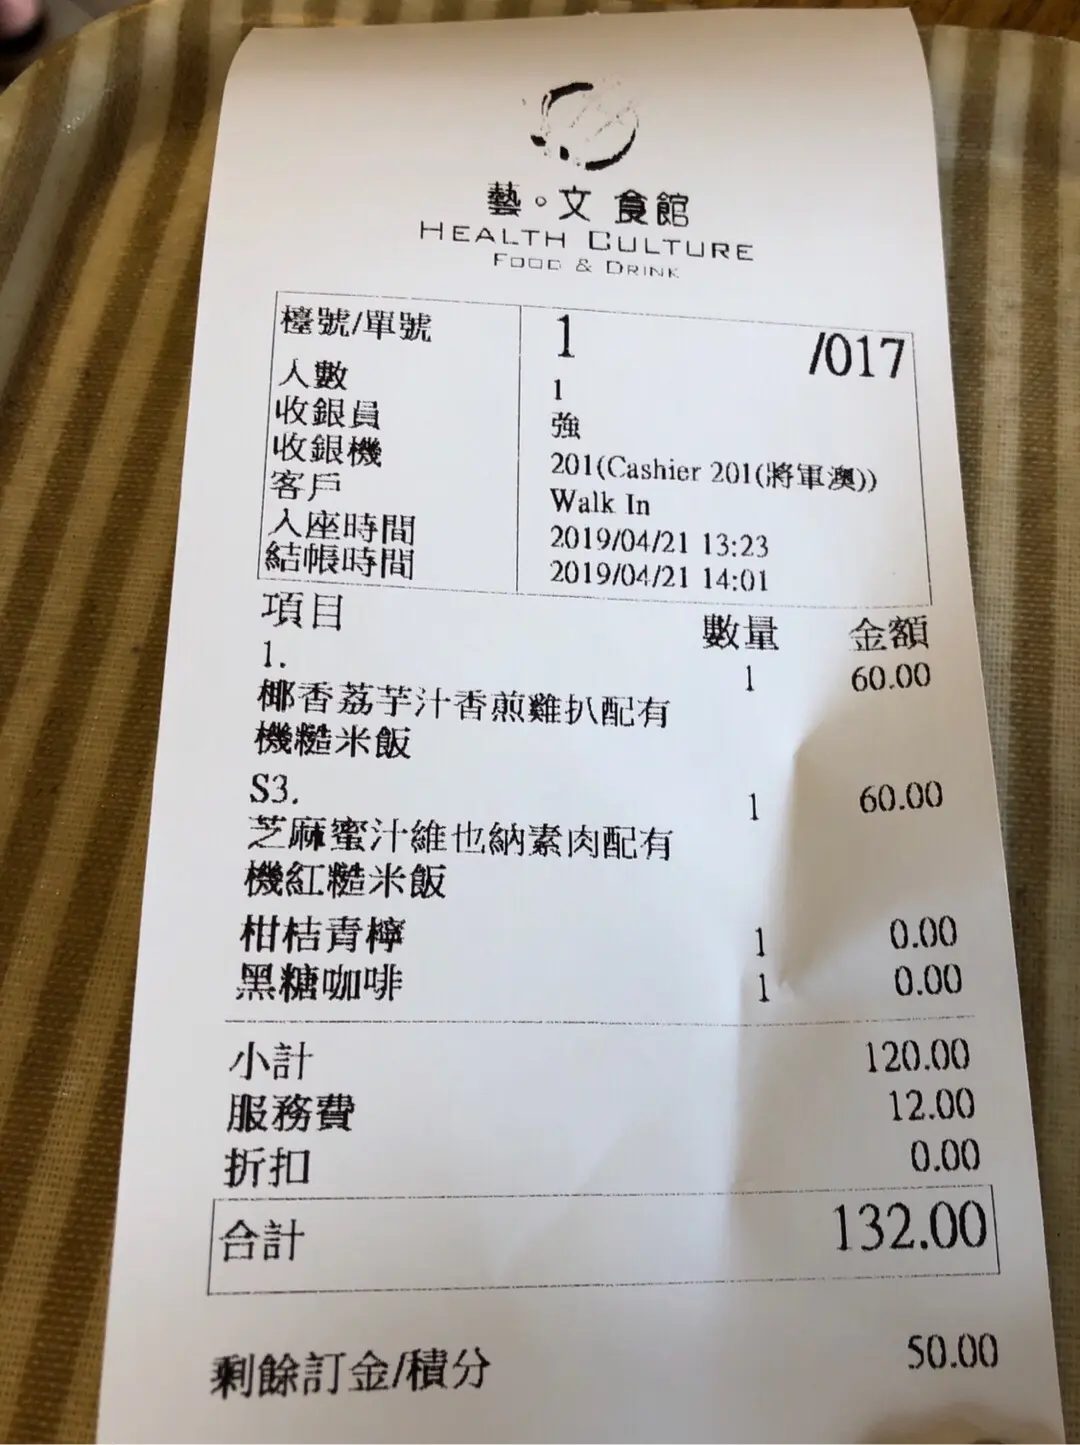 藝。文 食館
HEALTH CULTURE
FOOD & DRINK
檯號/單號 1 /017
人數 1
收銀員 強
收銀機 201(Cashier 201(將軍澳))
客戶 Walk In
入座時間 2019/04/21 13:23
結帳時間 2019/04/21 14:01
項目 數量 金額
1. 1 60.00
椰香荔芋汁香煎雞扒配有
機糙米飯
S3. 1 60.00
芝麻蜜汁維也納素肉配有
機紅糙米飯
柑桔青檸 1 0.00
黑糖咖啡 1 0.00
小計 120.00
服務費 12.00
折扣 0.00
合計 132.00
剩餘訂金/積分 50.00